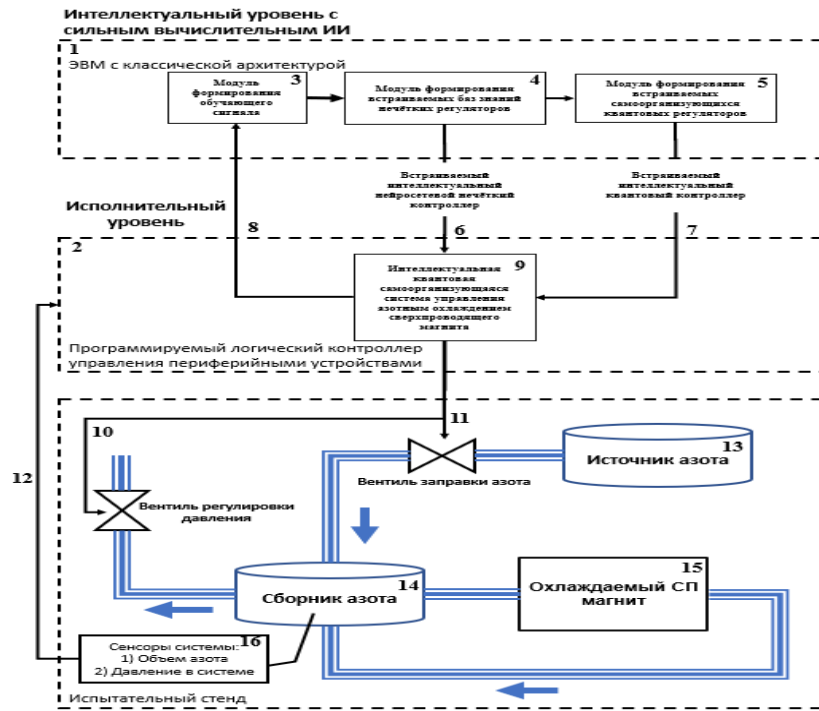 Интеллектуальный уровень с
сильным вычислительным ИИ
1
ЭВМ с классической архитектурой
3
Модуль
формирования
обучающего
сигнала
4
Модуль формирования
встраиваемых баз знаний
нечётких регуляторов
5
Модуль формирования
встраиваемых
самоорганизующихся
квантовых регуляторов
Встраиваемый
интеллектуальный
нейросетевой нечёткий
контроллер
Встраиваемый
интеллектуальный
квантовый контроллер
Исполнительный
уровень
8
6
7
2
9
Интеллектуальная
квантовая
самоорганизующаяся
система управления
азотным охлаждением
сверхпроводящего
магнита
Программируемый логический контроллер
управления периферийными устройствами
10
11
12
13
Источник азота
Вентиль заправки азота
Вентиль регулировки
давления
14
Сборник азота
15
Охлаждаемый СП
магнит
16
Сенсоры системы:
1) Объем азота
2) Давление в системе
Испытательный стенд